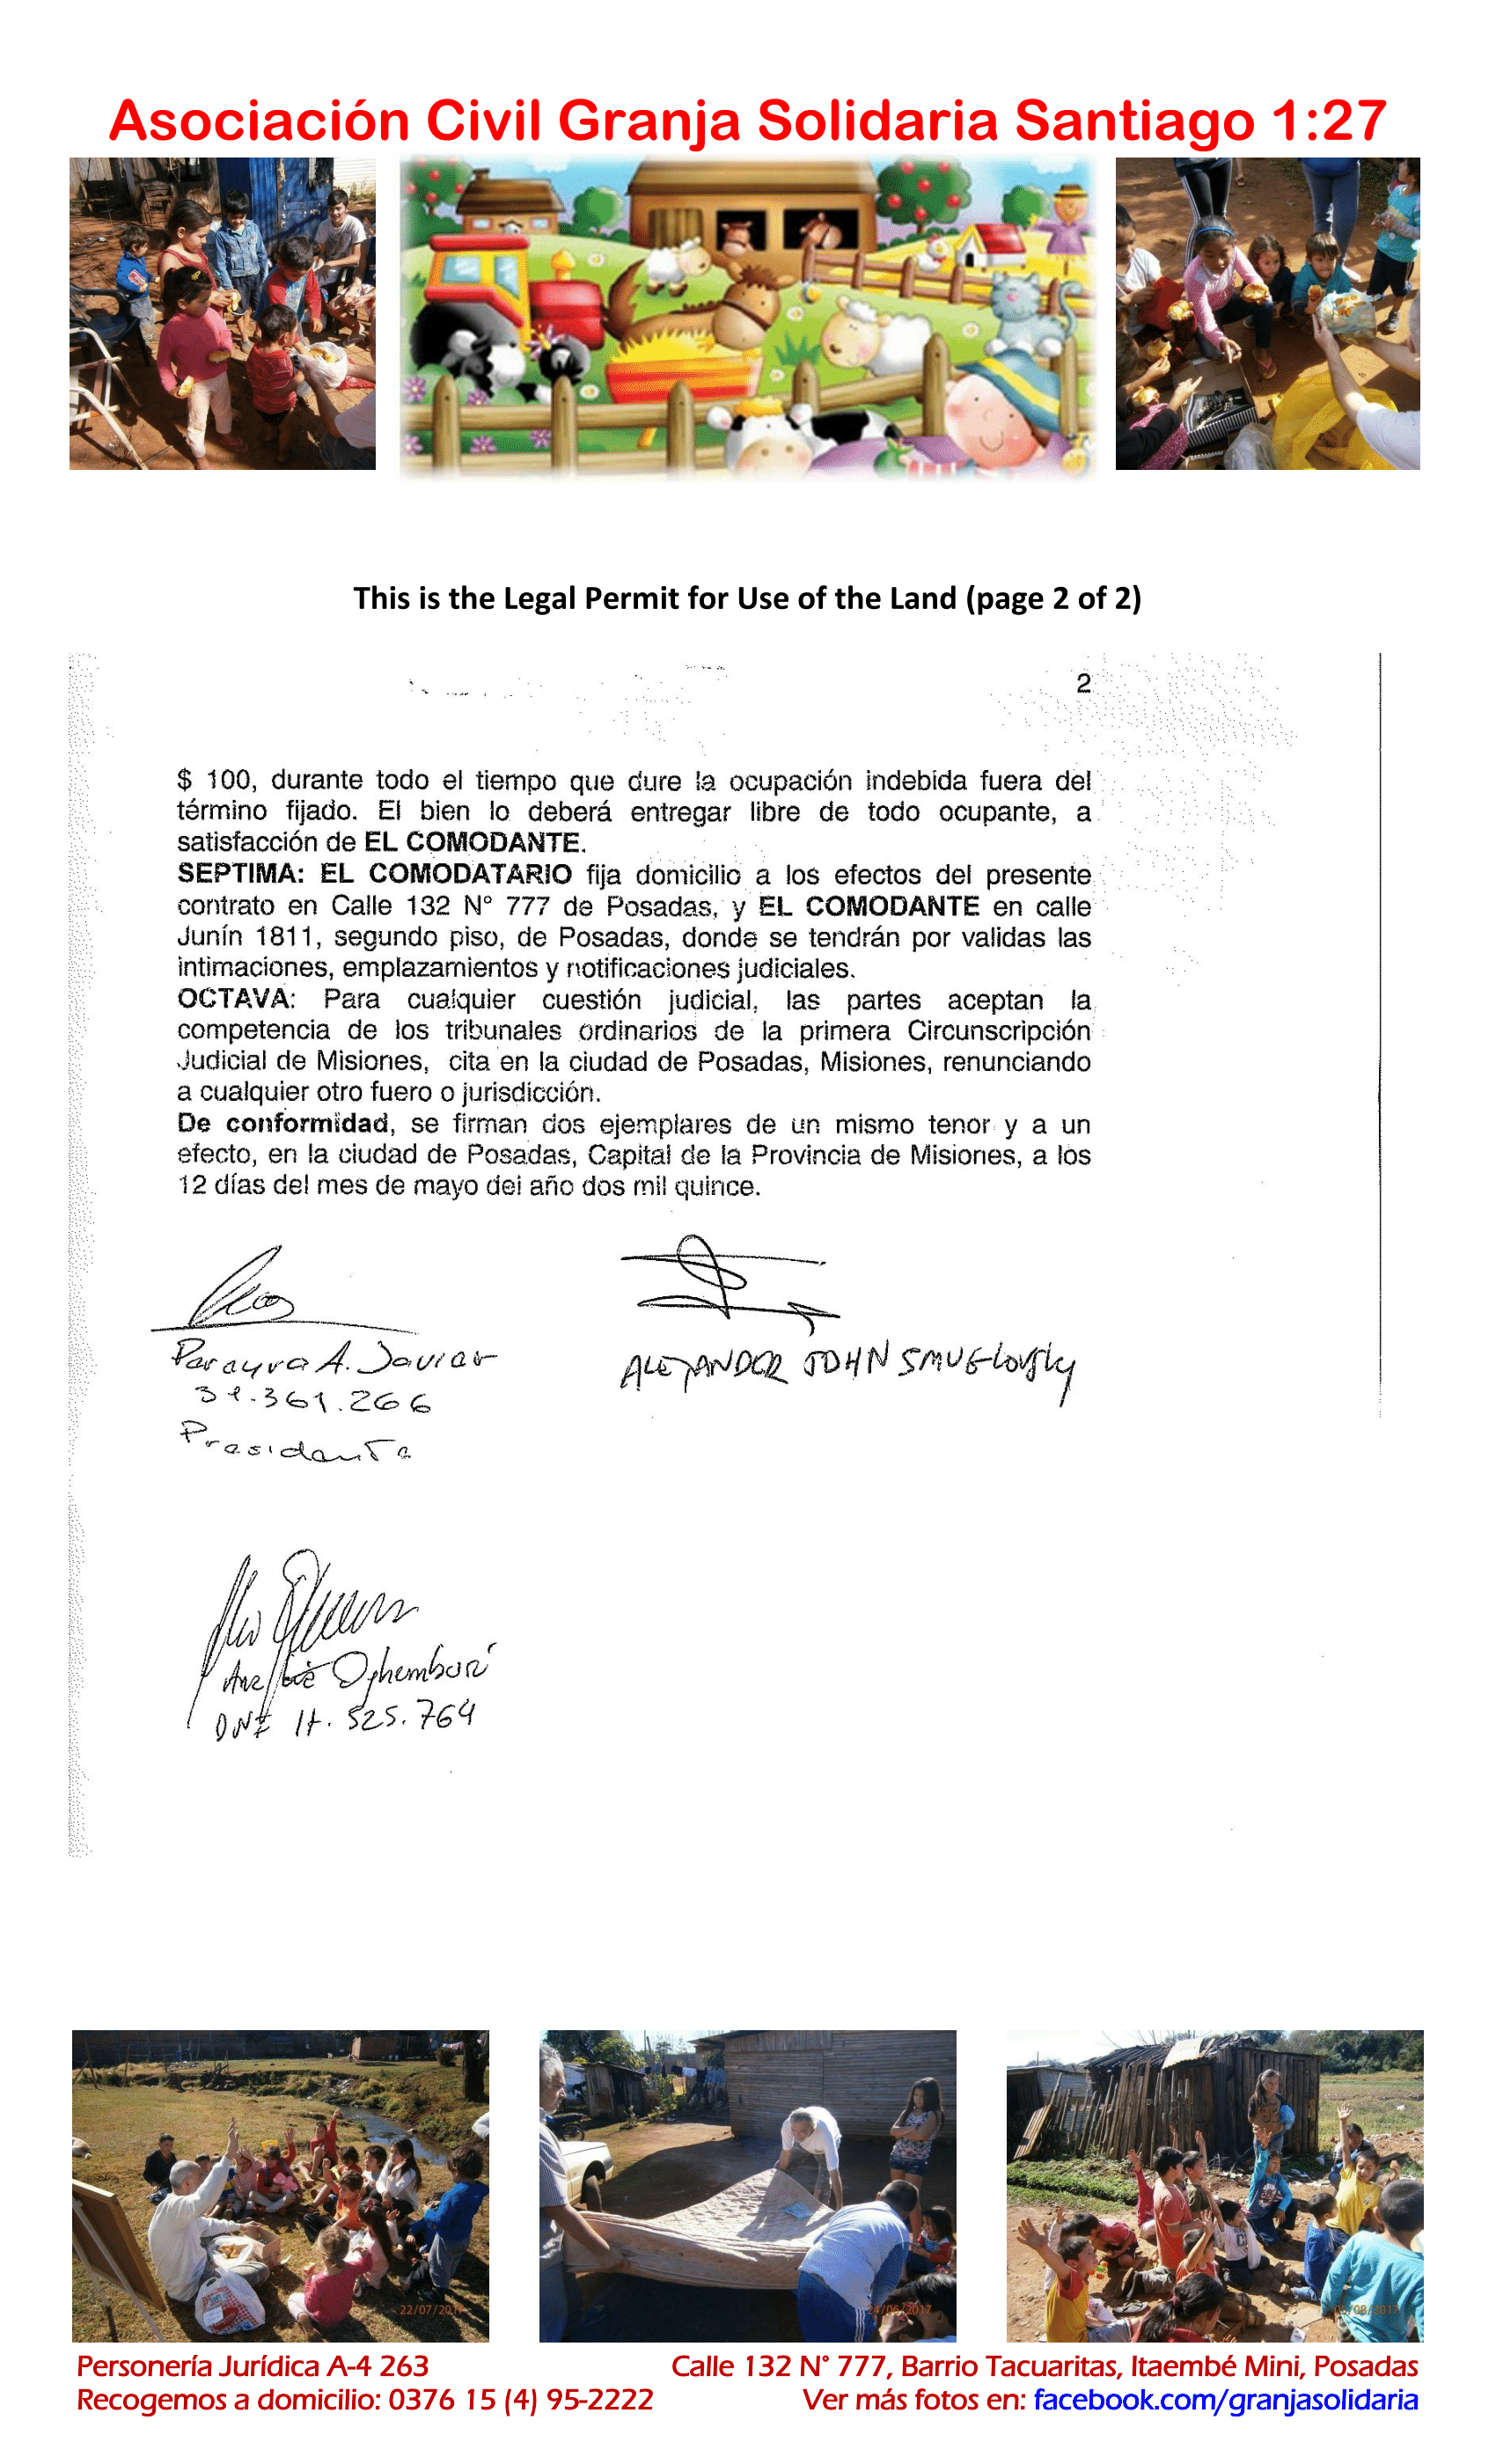 Asociación Civil Granja Solidaria Santiago 1:27
This is the Legal Permit for Use of the Land (page 2 of 2)
2
$ 100, durante todo el tiempo que dure la ocupación indebida fuera del
término fijado. El bien lo deberá entregar libre de todo ocupante, a
satisfacción de EL COMODANTE.
SEPTIMA: EL COMODATARIO fija domicilio a los efectos del presente
contrato en Calle 132 N° 777 de Posadas, y EL COMODANTE en calle
Junín 1811, segundo piso, de Posadas, donde se tendrán por validas las
intimaciones, emplazamientos y notificaciones judiciales.
OCTAVA: Para cualquier cuestión judicial, las partes aceptan la
competencia de los tribunales ordinarios de la primera Circunscripción
Judicial de Misiones, cita en la ciudad de Posadas, Misiones, renunciando
a cualquier otro fuero o jurisdicción.
De conformidad, se firman dos ejemplares de un mismo tenor y a un
efecto, en la ciudad de Posadas, Capital de la Provincia de Misiones, a los
12 días del mes de mayo del año dos mil quince.
Pereyra A. Javier
ALEJANDER JOHN SMUGLOVSKY
31.361.266
Presidente
DNI 17.525.764
22/07/2017
24/06/2017
/08/2017
Personería Jurídica A-4 263
Calle 132 N° 777, Barrio Tacuaritas, Itaembé Mini, Posadas
Recogemos a domicilio: 0376 15 (4) 95-2222
Ver más fotos en: facebook.com/granjasolidaria